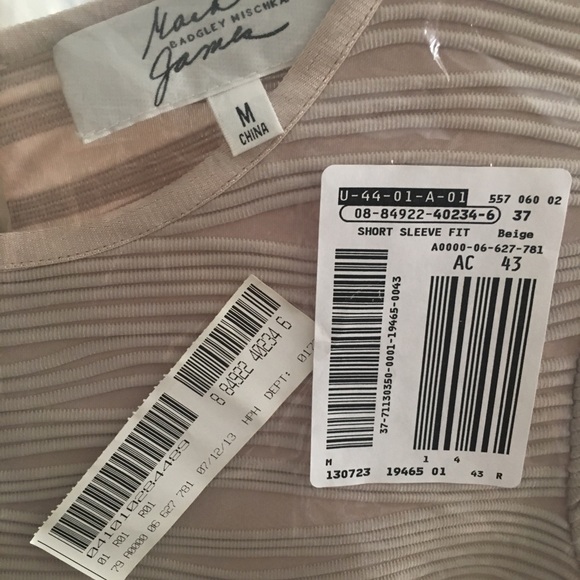 Mark
BADGLEY MISCHKA
James
M
CHINA
U-44-01-A-01 557 060 02
08-84922-40234-6 37
SHORT SLEEVE FIT Beige
A0000-06-627-781
AC 43
37-71130350-0001-19465-0043
M 1 4
130723 19465 01 43 R
8 84922 40234 6
HPH DEPT: 017
041010284489
01 R01 R01
79 A0000 06 627 781 07/12/13